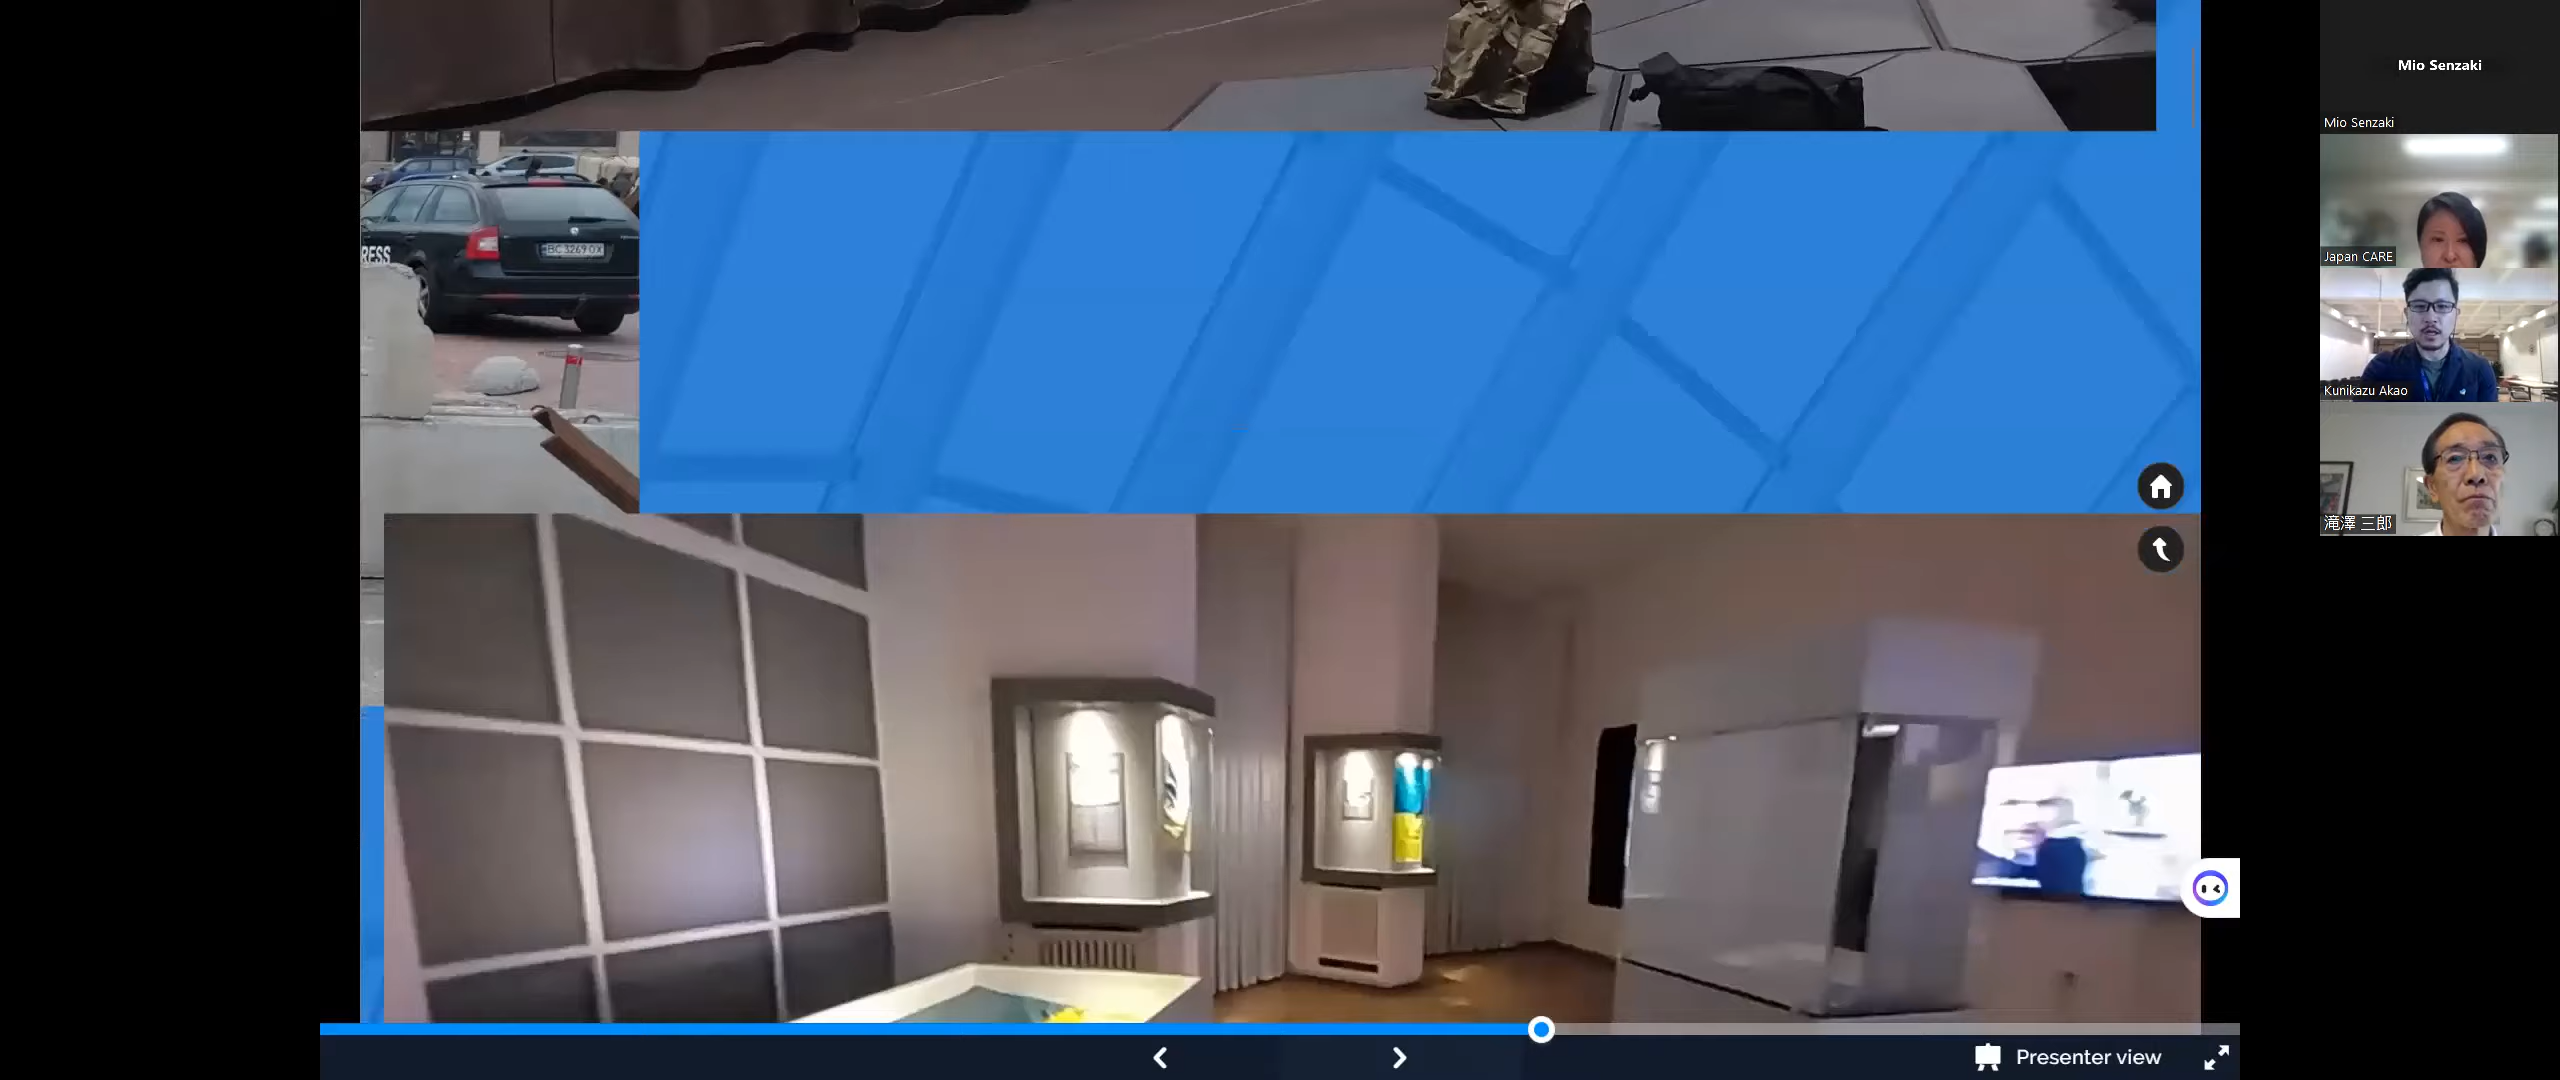 RESS
BC 3269 OX
Presenter view
Mio Senzaki
Mio Senzaki
Japan CARE
Kunikazu Akao
滝澤 三郎